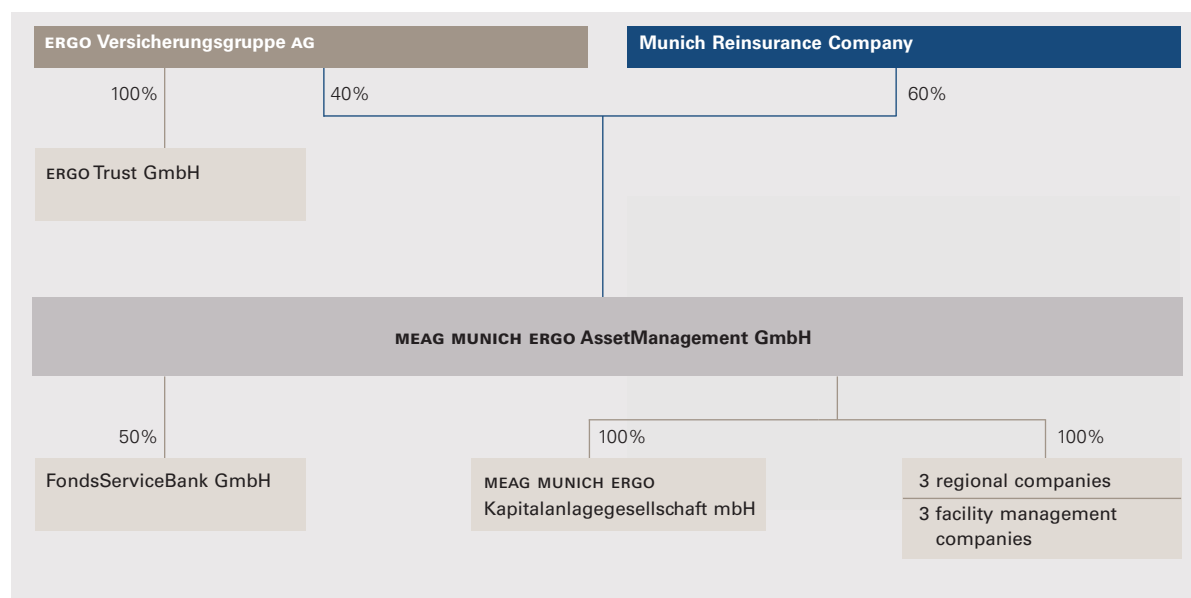 ERGO Versicherungsgruppe AG
Munich Reinsurance Company
100%
40%
60%
ERGO Trust GmbH
MEAG MUNICH ERGO AssetManagement GmbH
50%
100%
100%
FondsServiceBank GmbH
MEAG MUNICH ERGO
Kapitalanlagegesellschaft mbH
3 regional companies
3 facility management
companies